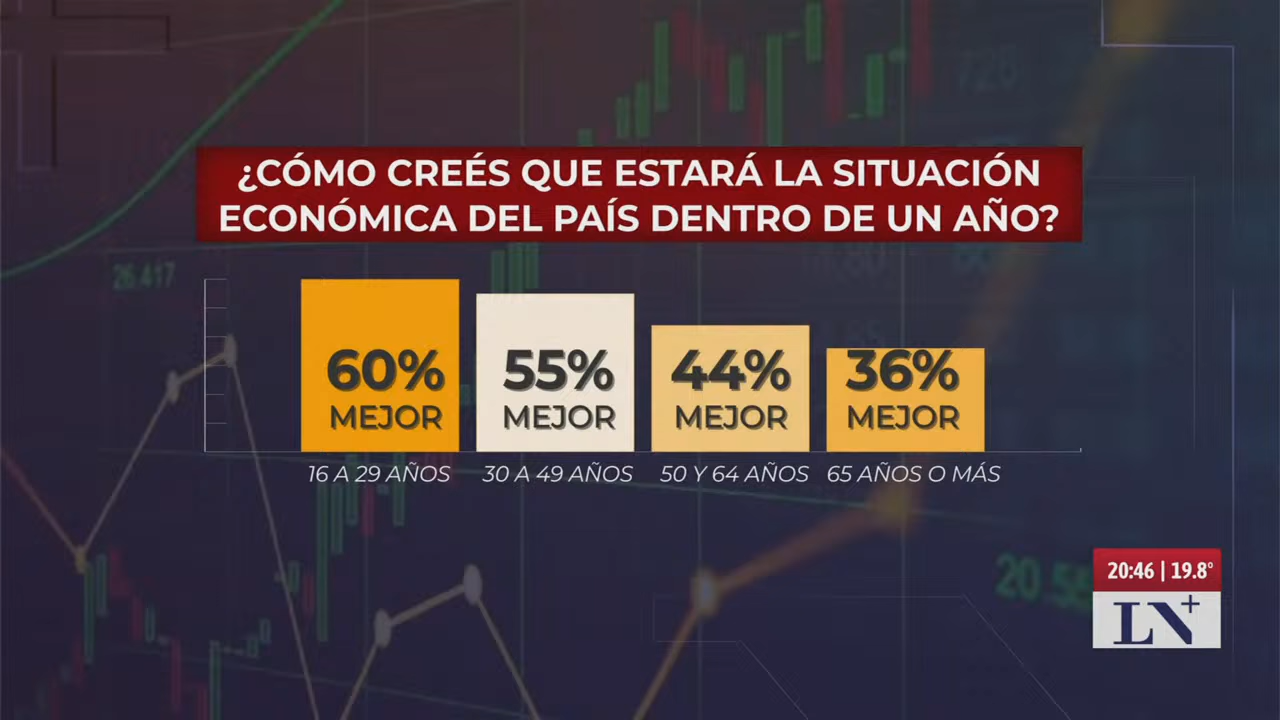 ¿CÓMO CREÉS QUE ESTARÁ LA SITUACIÓN
ECONÓMICA DEL PAÍS DENTRO DE UN AÑO?
60%
MEJOR
55%
MEJOR
44%
MEJOR
36%
MEJOR
16 A 29 AÑOS
30 A 49 AÑOS
50 Y 64 AÑOS
65 AÑOS O MÁS
26.417
20:46 | 19.8°
LN+